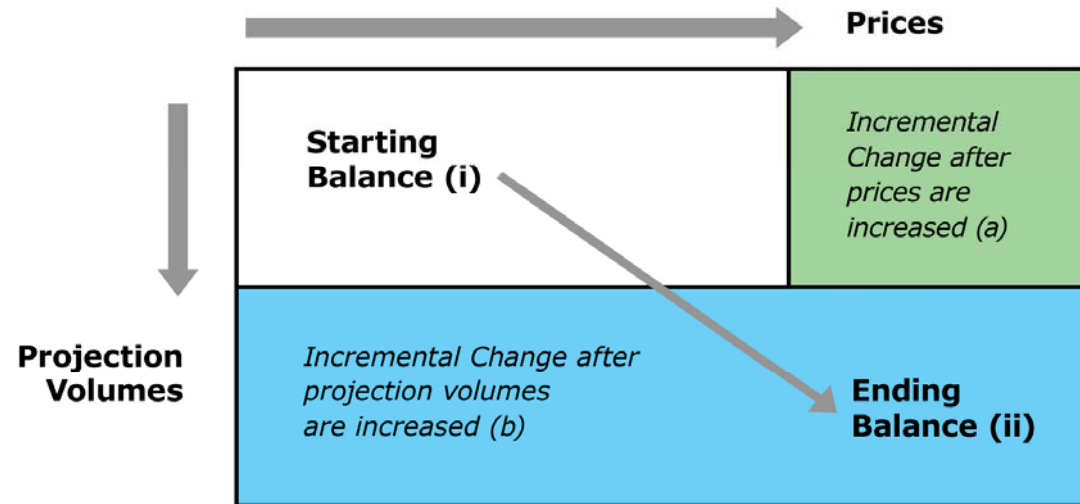 Prices
Starting
Balance (i)
Incremental
Change after
prices are
increased (a)
Projection
Volumes
Incremental Change after
projection volumes
are increased (b)
Ending
Balance (ii)